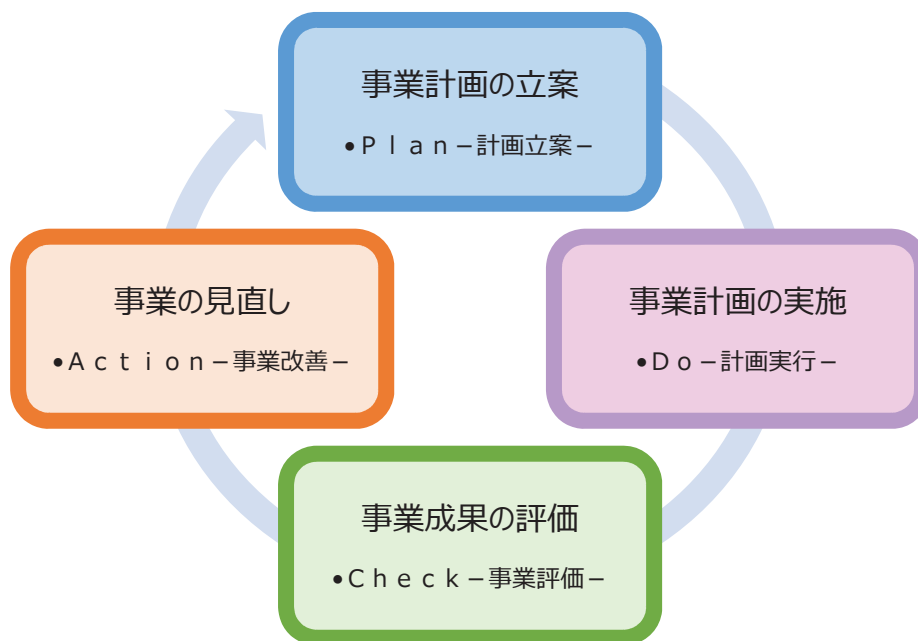 事業計画の立案
•Ｐｌａｎ－計画立案－
事業計画の実施
•Ｄｏ－計画実行－
事業成果の評価
•Ｃｈｅｃｋ－事業評価－
事業の見直し
•Ａｃｔｉｏｎ－事業改善－